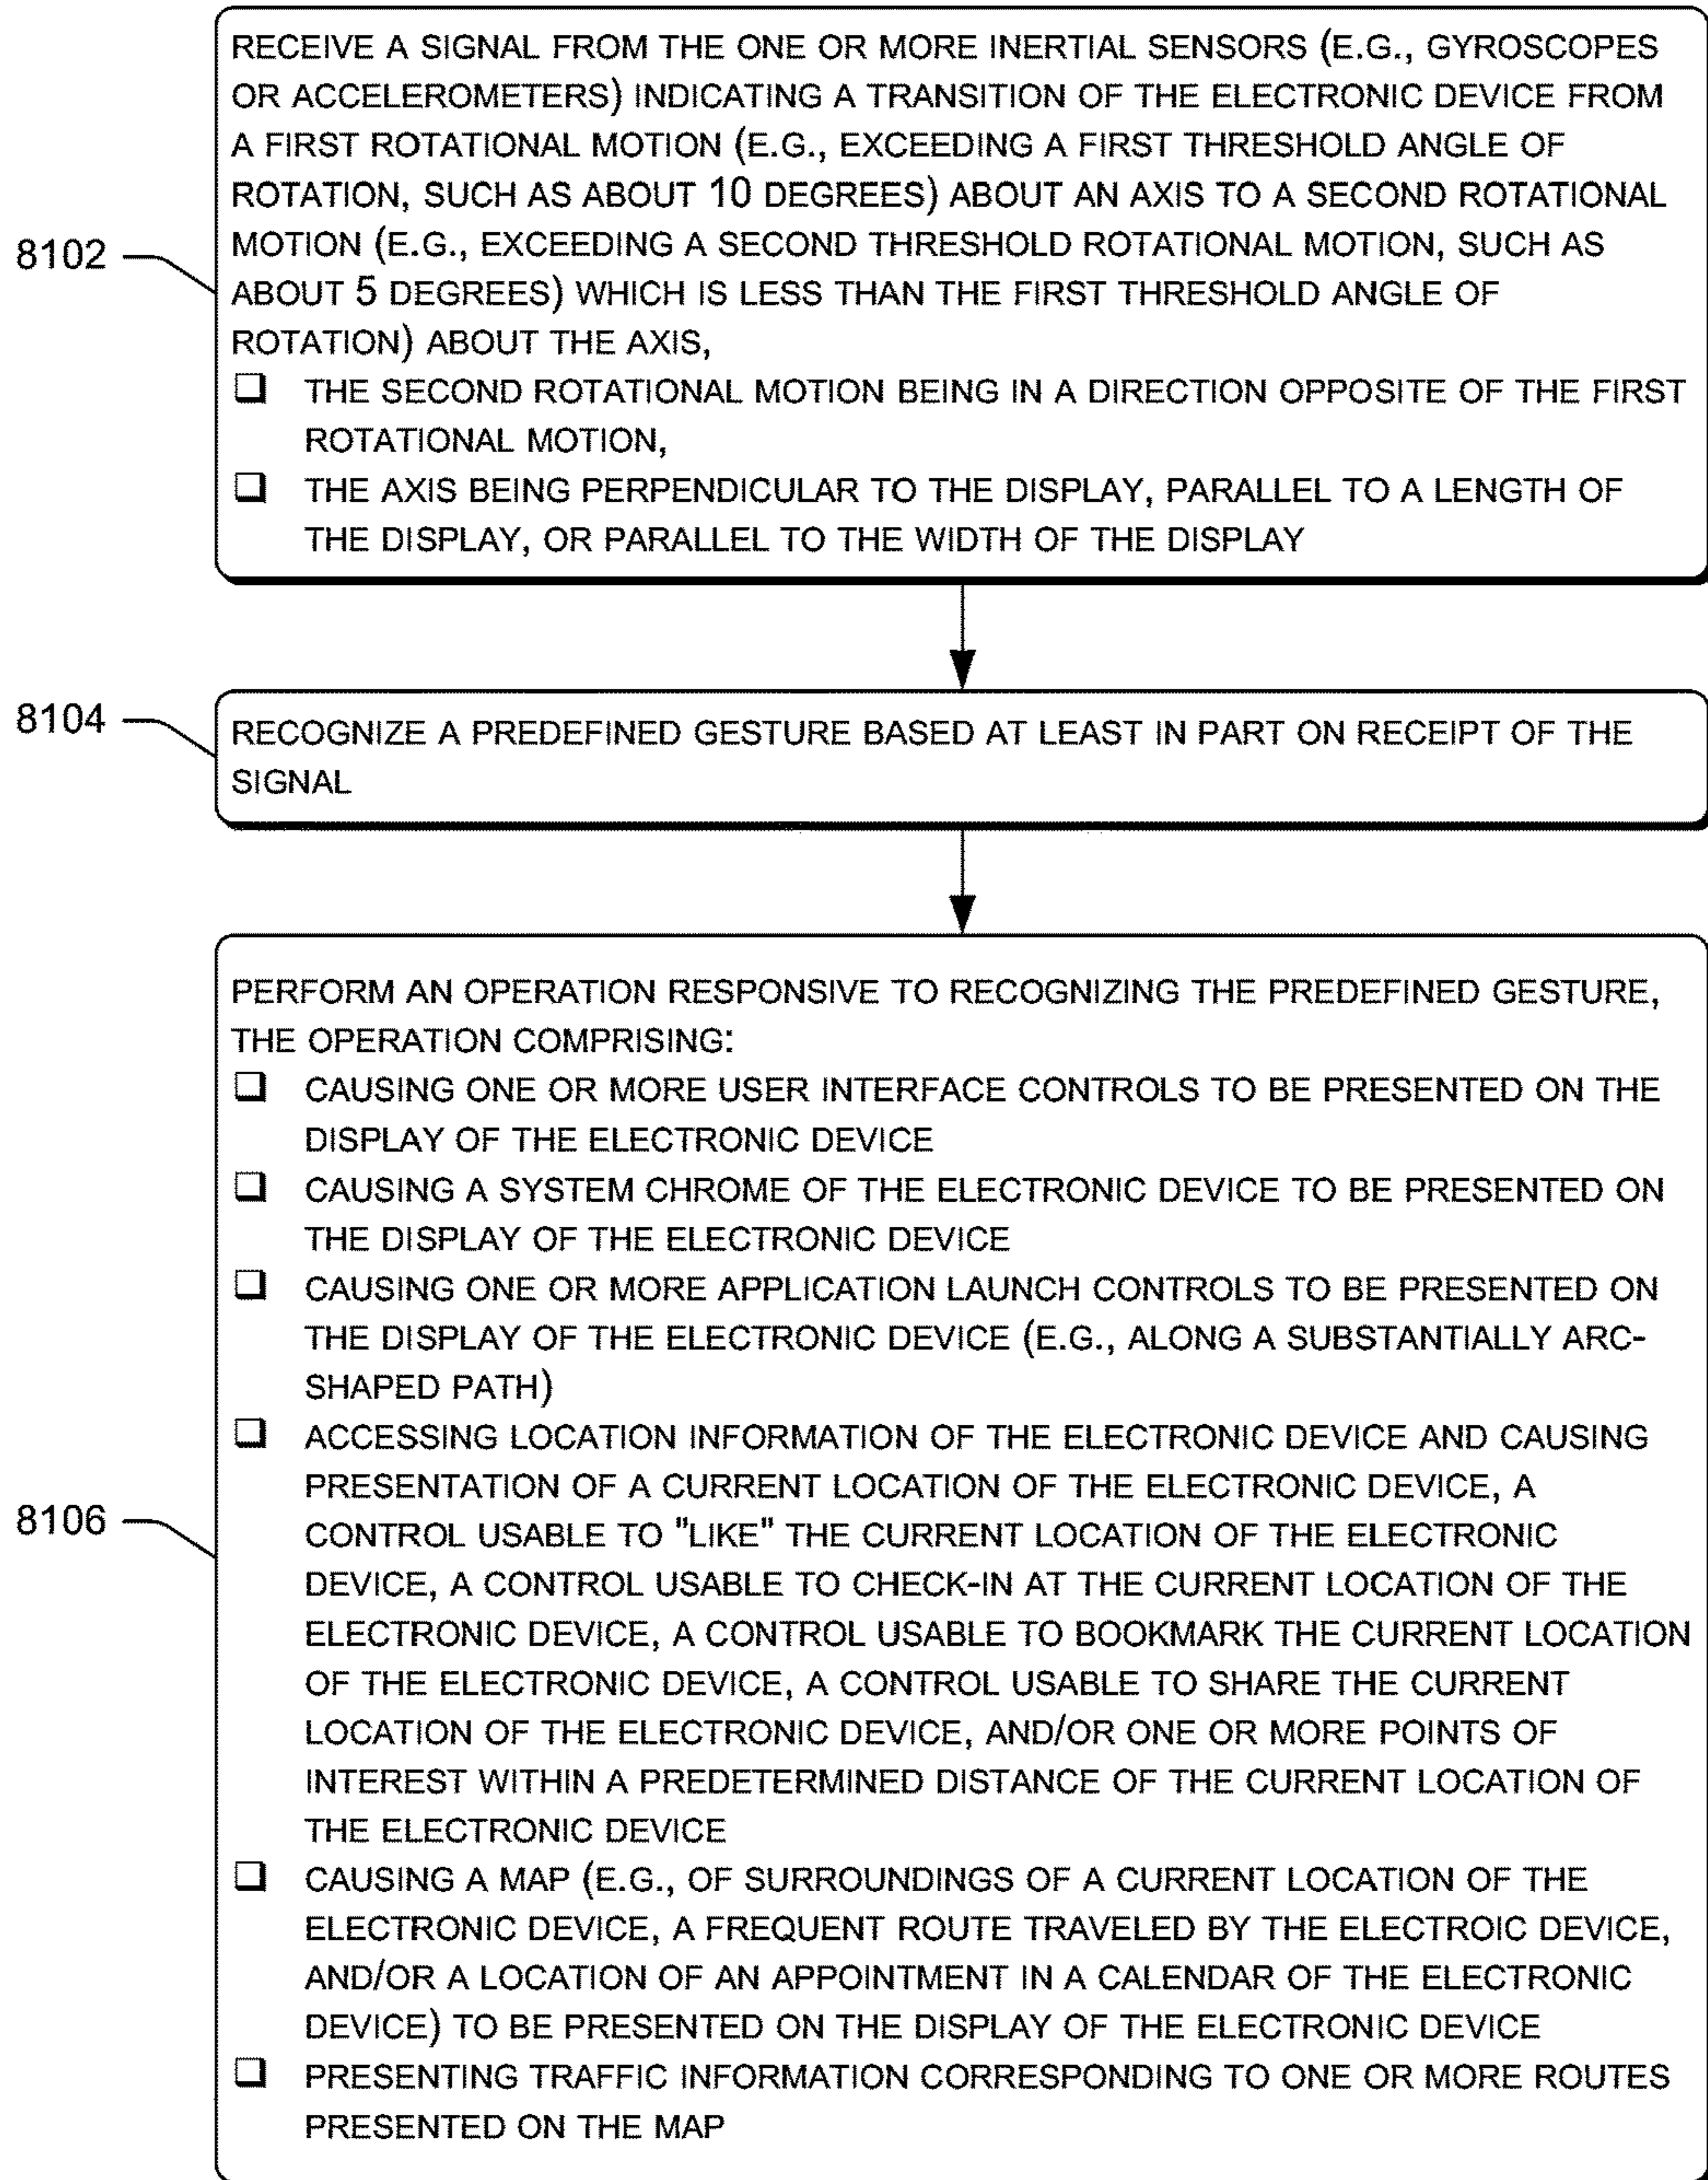 RECEIVE A SIGNAL FROM THE ONE OR MORE INERTIAL SENSORS (E.G., GYROSCOPES
OR ACCELEROMETERS) INDICATING A TRANSITION OF THE ELECTRONIC DEVICE FROM
A FIRST ROTATIONAL MOTION (E.G., EXCEEDING A FIRST THRESHOLD ANGLE OF
ROTATION, SUCH AS ABOUT 10 DEGREES) ABOUT AN AXIS TO A SECOND ROTATIONAL
MOTION (E.G., EXCEEDING A SECOND THRESHOLD ROTATIONAL MOTION, SUCH AS
ABOUT 5 DEGREES) WHICH IS LESS THAN THE FIRST THRESHOLD ANGLE OF
ROTATION) ABOUT THE AXIS,
❑ THE SECOND ROTATIONAL MOTION BEING IN A DIRECTION OPPOSITE OF THE FIRST
ROTATIONAL MOTION,
❑ THE AXIS BEING PERPENDICULAR TO THE DISPLAY, PARALLEL TO A LENGTH OF
THE DISPLAY, OR PARALLEL TO THE WIDTH OF THE DISPLAY
8102
8104
RECOGNIZE A PREDEFINED GESTURE BASED AT LEAST IN PART ON RECEIPT OF THE
SIGNAL
PERFORM AN OPERATION RESPONSIVE TO RECOGNIZING THE PREDEFINED GESTURE,
THE OPERATION COMPRISING:
❑ CAUSING ONE OR MORE USER INTERFACE CONTROLS TO BE PRESENTED ON THE
DISPLAY OF THE ELECTRONIC DEVICE
❑ CAUSING A SYSTEM CHROME OF THE ELECTRONIC DEVICE TO BE PRESENTED ON
THE DISPLAY OF THE ELECTRONIC DEVICE
❑ CAUSING ONE OR MORE APPLICATION LAUNCH CONTROLS TO BE PRESENTED ON
THE DISPLAY OF THE ELECTRONIC DEVICE (E.G., ALONG A SUBSTANTIALLY ARC-
SHAPED PATH)
❑ ACCESSING LOCATION INFORMATION OF THE ELECTRONIC DEVICE AND CAUSING
PRESENTATION OF A CURRENT LOCATION OF THE ELECTRONIC DEVICE, A
CONTROL USABLE TO "LIKE" THE CURRENT LOCATION OF THE ELECTRONIC
DEVICE, A CONTROL USABLE TO CHECK-IN AT THE CURRENT LOCATION OF THE
ELECTRONIC DEVICE, A CONTROL USABLE TO BOOKMARK THE CURRENT LOCATION
OF THE ELECTRONIC DEVICE, A CONTROL USABLE TO SHARE THE CURRENT
LOCATION OF THE ELECTRONIC DEVICE, AND/OR ONE OR MORE POINTS OF
INTEREST WITHIN A PREDETERMINED DISTANCE OF THE CURRENT LOCATION OF
THE ELECTRONIC DEVICE
❑ CAUSING A MAP (E.G., OF SURROUNDINGS OF A CURRENT LOCATION OF THE
ELECTRONIC DEVICE, A FREQUENT ROUTE TRAVELED BY THE ELECTROIC DEVICE,
AND/OR A LOCATION OF AN APPOINTMENT IN A CALENDAR OF THE ELECTRONIC
DEVICE) TO BE PRESENTED ON THE DISPLAY OF THE ELECTRONIC DEVICE
❑ PRESENTING TRAFFIC INFORMATION CORRESPONDING TO ONE OR MORE ROUTES
PRESENTED ON THE MAP
8106